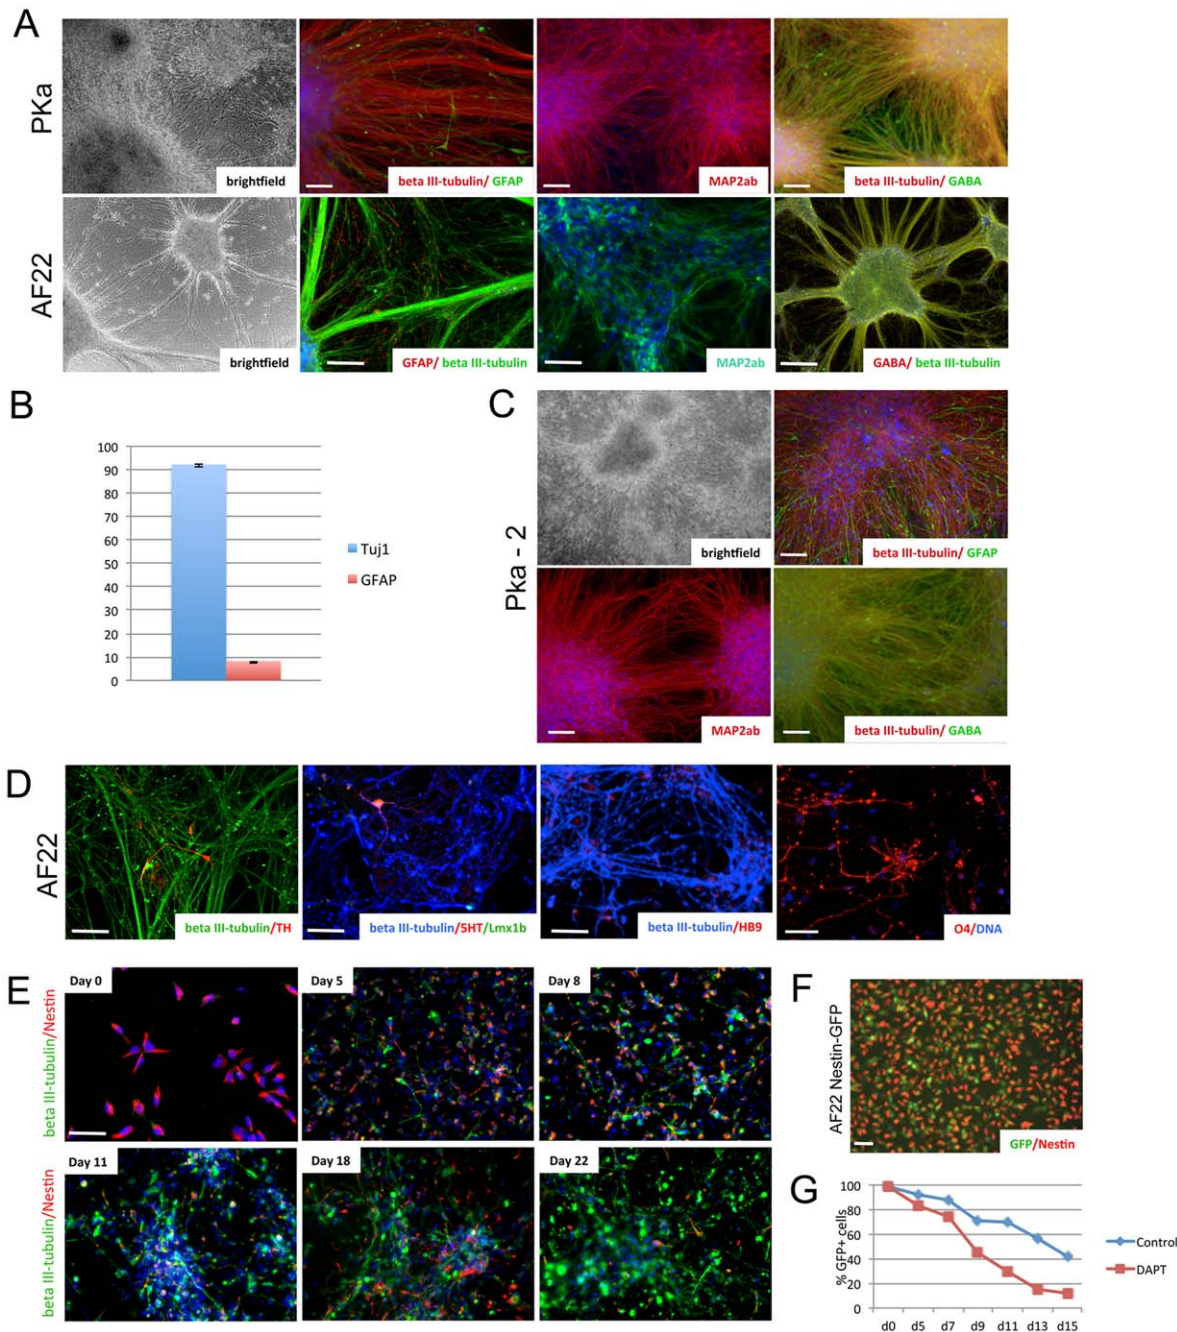 A
PKa
brightfield
beta III-tubulin/ GFAP
MAP2ab
beta III-tubulin/ GABA
AF22
brightfield
GFAP/ beta III-tubulin
MAP2ab
GABA/ beta III-tubulin
B
100
90
80
70
60
50
40
30
20
10
0
Tuj1
GFAP
C
Pka - 2
brightfield
beta III-tubulin/ GFAP
MAP2ab
beta III-tubulin/ GABA
D
AF22
beta III-tubulin/TH
beta III-tubulin/5HT/Lmx1b
beta III-tubulin/HB9
O4/DNA
E
beta III-tubulin/Nestin
Day 0
Day 5
Day 8
beta III-tubulin/Nestin
Day 11
Day 18
Day 22
F
AF22 Nestin-GFP
GFP/Nestin
G
% GFP+ cells
100
80
60
40
20
0
d0 d5 d7 d9 d11 d13 d15
Control
DAPT